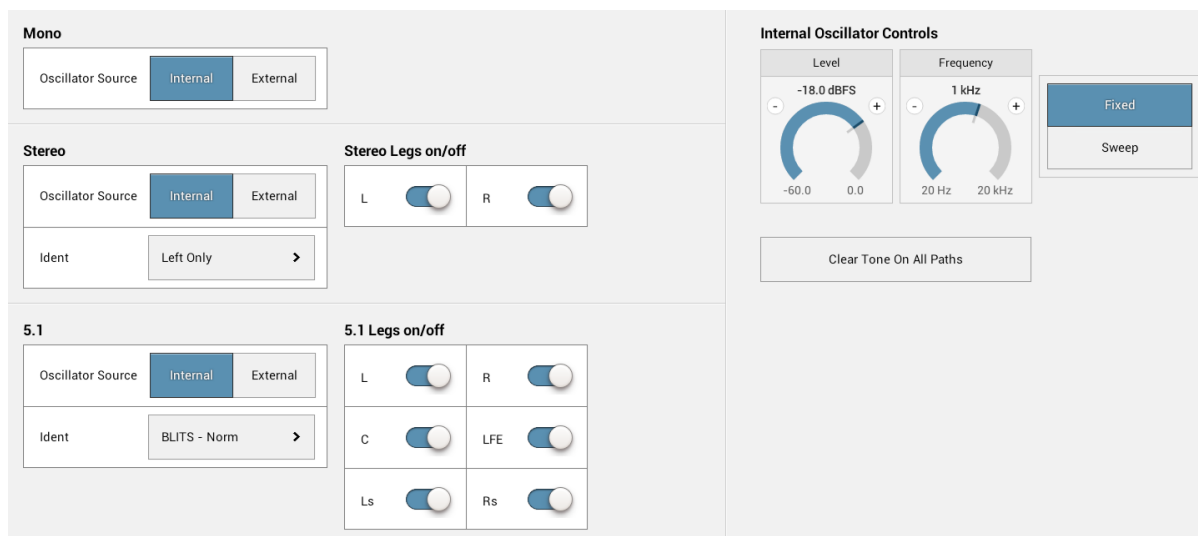 Mono
Oscillator Source Internal External
Stereo
Oscillator Source Internal External
Ident Left Only >
Stereo Legs on/off
L R
5.1
Oscillator Source Internal External
Ident BLITS - Norm >
5.1 Legs on/off
L R
C LFE
Ls Rs
Internal Oscillator Controls
Level
-18.0 dBFS
- +
-60.0 0.0
Frequency
1 kHz
- +
20 Hz 20 kHz
Fixed
Sweep
Clear Tone On All Paths